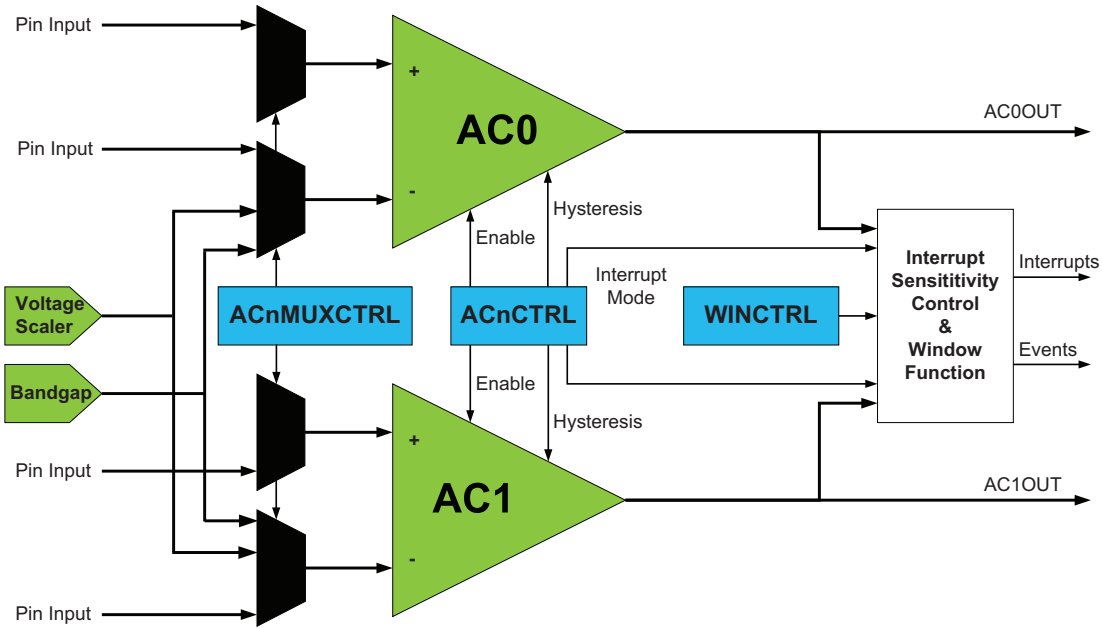 Pin Input
+
AC0
AC0OUT
Pin Input
-
Hysteresis
Enable
Interrupt
Sensititivity
Control
&
Window
Function
Interrupts
Interrupt
Mode
Voltage
Scaler
ACnMUXCTRL
ACnCTRL
WINCTRL
Events
Bandgap
Enable
Hysteresis
+
Pin Input
AC1
AC1OUT
-
Pin Input